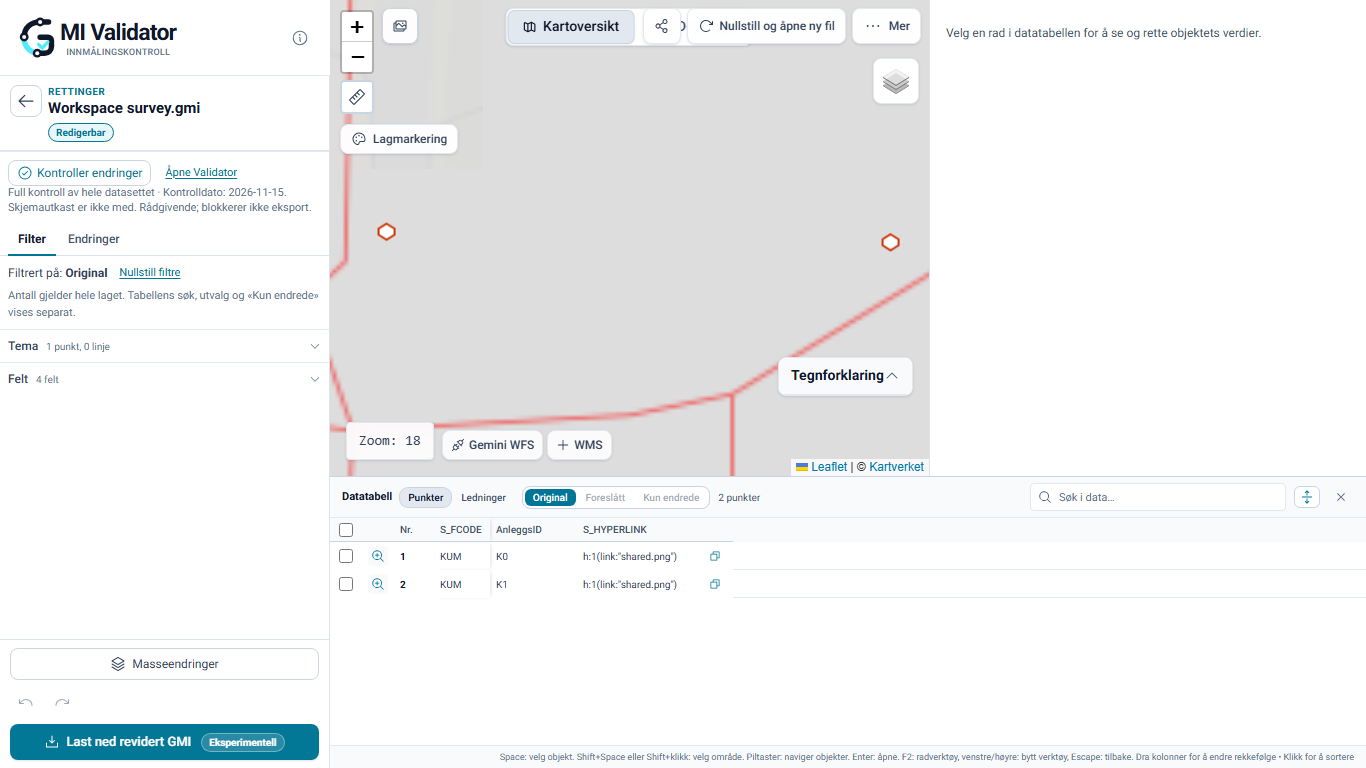 MI Validator
INNMÅLINGSKONTROLL
RETTINGER
Workspace survey.gmi
Redigerbar
Kontroller endringer
Åpne Validator
Full kontroll av hele datasettet · Kontrolldato: 2026-11-15.
Skjemautkast er ikke med. Rådgivende; blokkerer ikke eksport.
Filter
Endringer
Filtrert på: Original
Nullstill filtre
Antall gjelder hele laget. Tabellens søk, utvalg og «Kun endrede»
vises separat.
Tema 1 punkt, 0 linje
Felt 4 felt
Masseendringer
Last ned revidert GMI Eksperimentell
+
−
Kartoversikt
Nullstill og åpne ny fil
Mer
Lagmarkering
Tegnforklaring
Zoom: 18
Gemini WFS
WMS
Leaflet | © Kartverket
Velg en rad i datatabellen for å se og rette objektets verdier.
Datatabell Punkter Ledninger Original Foreslått Kun endrede 2 punkter Søk i data...
Nr. S_FCODE AnleggsID S_HYPERLINK
1 KUM K0 h:1(link:"shared.png")
2 KUM K1 h:1(link:"shared.png")
Space: velg objekt. Shift+Space eller Shift+klikk: velg område. Piltaster: naviger objekter. Enter: åpne. F2: radverktøy, venstre/høyre: bytt verktøy, Escape: tilbake. Dra kolonner for å endre rekkefølge • Klikk for å sortere